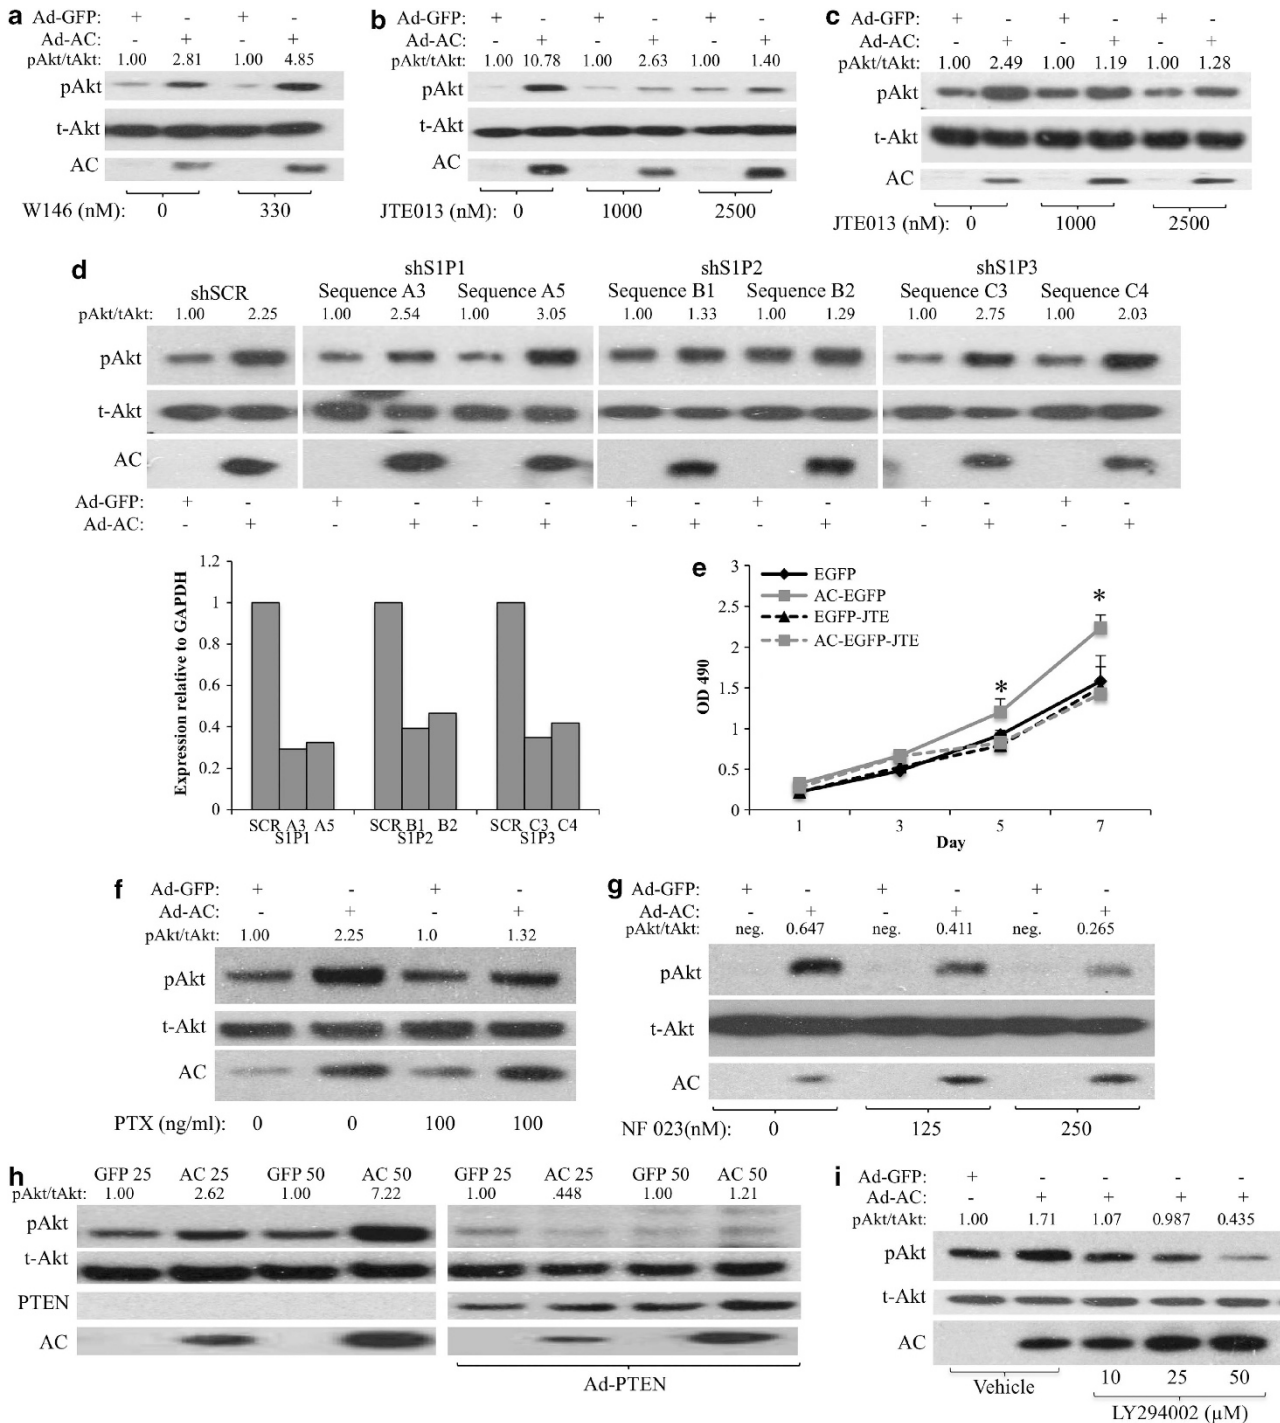 a
Ad-GFP: + - + -
Ad-AC: - + - +
pAkt/tAkt: 1.00 2.81 1.00 4.85
pAkt
t-Akt
AC
W146 (nM): 0 330
b
Ad-GFP: + - + - + -
Ad-AC: - + - + - +
pAkt/tAkt: 1.00 10.78 1.00 2.63 1.00 1.40
pAkt
t-Akt
AC
JTE013 (nM): 0 1000 2500
c
Ad-GFP: + - + - + -
Ad-AC: - + - + - +
pAkt/tAkt: 1.00 2.49 1.00 1.19 1.00 1.28
pAkt
t-Akt
AC
JTE013 (nM): 0 1000 2500
d
shS1P1 shS1P2 shS1P3
shSCR Sequence A3 Sequence A5 Sequence B1 Sequence B2 Sequence C3 Sequence C4
pAkt/tAkt: 1.00 2.25 1.00 2.54 1.00 3.05 1.00 1.33 1.00 1.29 1.00 2.75 1.00 2.03
pAkt
t-Akt
AC
Ad-GFP: + - + - + - + - + - + - + -
Ad-AC: - + - + - + - + - + - + - +
Expression relative to GAPDH
1.2
1
0.8
0.6
0.4
0.2
0
SCR A3 A5 SCR B1 B2 SCR C3 C4
S1P1 S1P2 S1P3
e
EGFP
AC-EGFP
EGFP-JTE
AC-EGFP-JTE
OD 490
3
2.5
2
1.5
1
0.5
0
* *
1 3 5 7
Day
f
Ad-GFP: + - + -
Ad-AC: - + - +
pAkt/tAkt: 1.00 2.25 1.0 1.32
pAkt
t-Akt
AC
PTX (ng/ml): 0 0 100 100
g
Ad-GFP: + - + - + -
Ad-AC: - + - + - +
pAkt/tAkt: neg. 0.647 neg. 0.411 neg. 0.265
pAkt
t-Akt
AC
NF 023(nM): 0 125 250
h
GFP 25 AC 25 GFP 50 AC 50 GFP 25 AC 25 GFP 50 AC 50
pAkt/tAkt: 1.00 2.62 1.00 7.22 1.00 .448 1.00 1.21
pAkt
t-Akt
PTEN
AC
Ad-PTEN
i
Ad-GFP: + - - - -
Ad-AC: - + + + +
pAkt/tAkt: 1.00 1.71 1.07 0.987 0.435
pAkt
t-Akt
AC
Vehicle 10 25 50
LY294002 (µM)